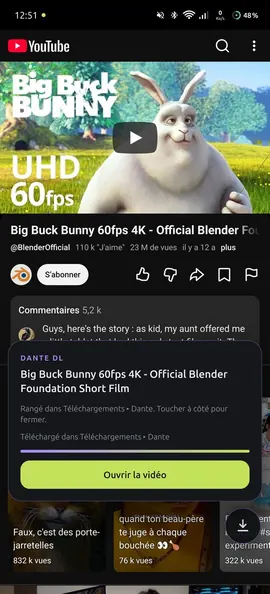 12:51
0
K/s
48%
YouTube
Big Buck
BUNNY
UHD
60fps
Big Buck Bunny 60fps 4K - Official Blender Fou
@BlenderOfficial 110 k "J'aime" 23 M de vues il y a 12 a plus
S'abonner
Commentaires 5,2 k
Guys, here's the story : as kid, my aunt offered me
DANTE DL
Big Buck Bunny 60fps 4K - Official Blender
Foundation Short Film
Rangé dans Téléchargements • Dante. Toucher à côté pour
fermer.
Téléchargé dans Téléchargements • Dante
Ouvrir la vidéo
Faux, c'est des porte-
jarretelles
832 k vues
quand ton beau-père
te juge à chaque
bouchée 👀🍗
76 k vues
experiment
322 k vues